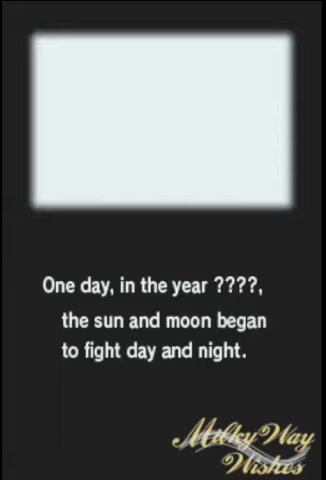 One day, in the year ????,
the sun and moon began
to fight day and night.
Milky Way
Wishes